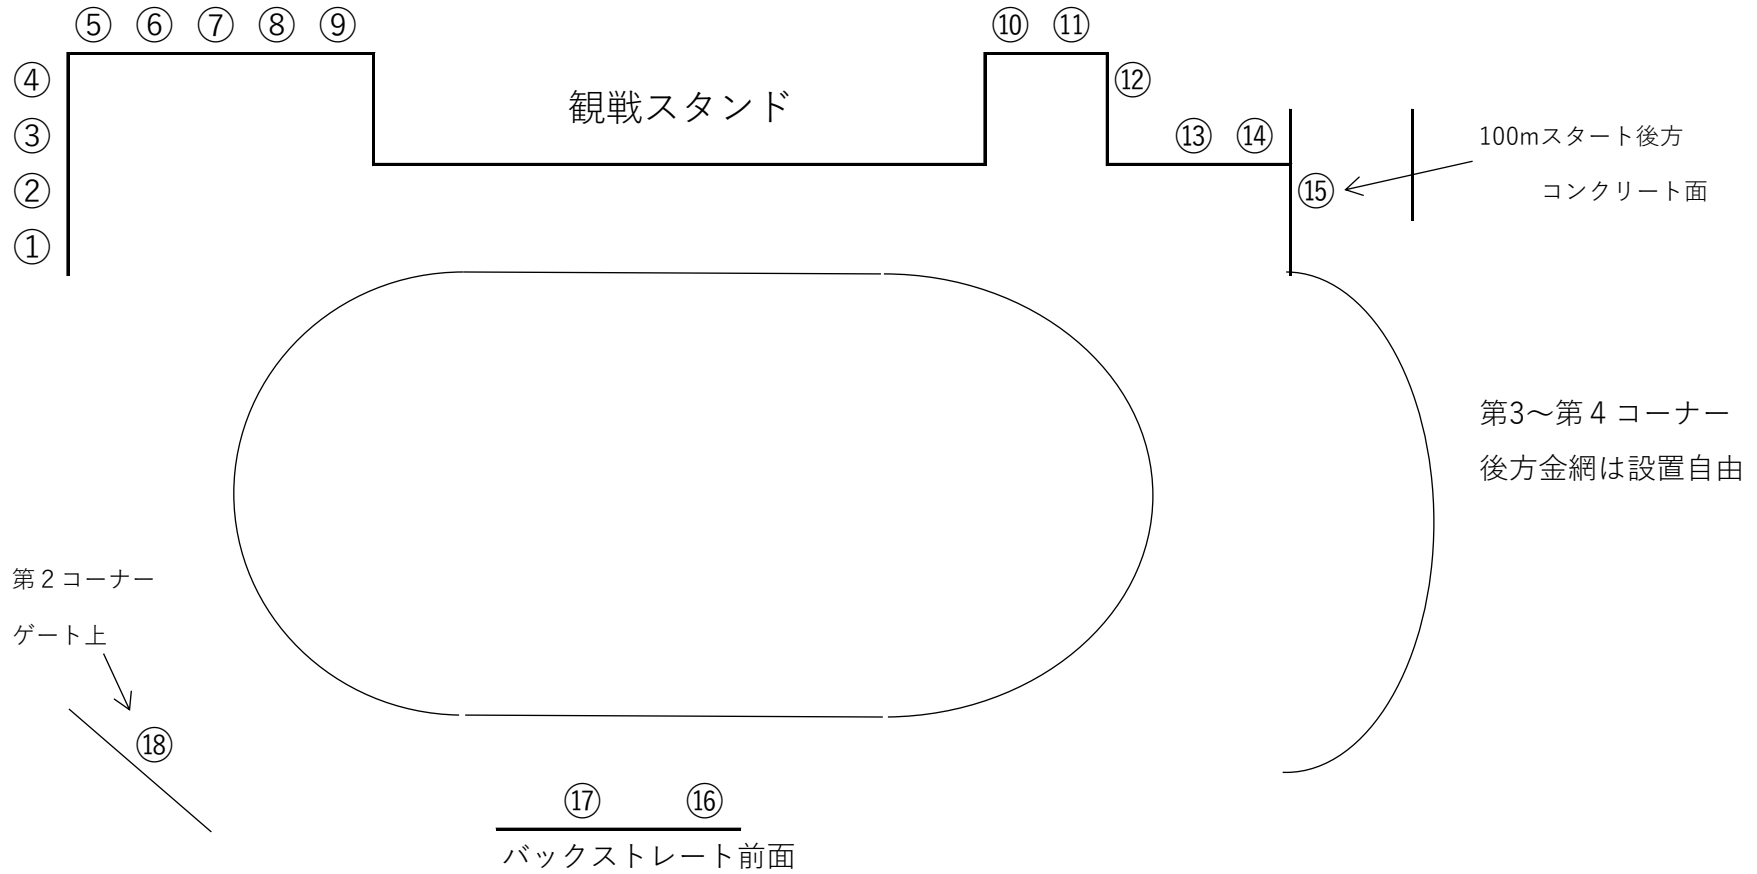 ⑤ ⑥ ⑦ ⑧ ⑨ ⑩ ⑪
④ 観戦スタンド ⑫
③ ⑬ ⑭ 100mスタート後方
② ⑮ コンクリート面
①
第3～第４コーナー
後方金網は設置自由
第２コーナー
ゲート上
⑱
⑰ ⑯
バックストレート前面